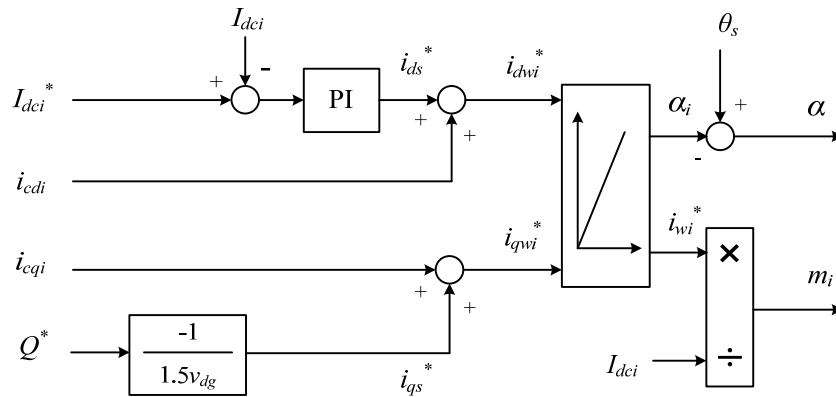 I_dci
θ_s
I_dci^*
+
-
PI
i_ds^*
+
+
i_dwi^*
α_i
-
+
α
i_cdi
i_cqi
+
+
i_qwi^*
i_wi^*
×
÷
m_i
Q^*
-1
1.5v_dg
i_qs^*
I_dci